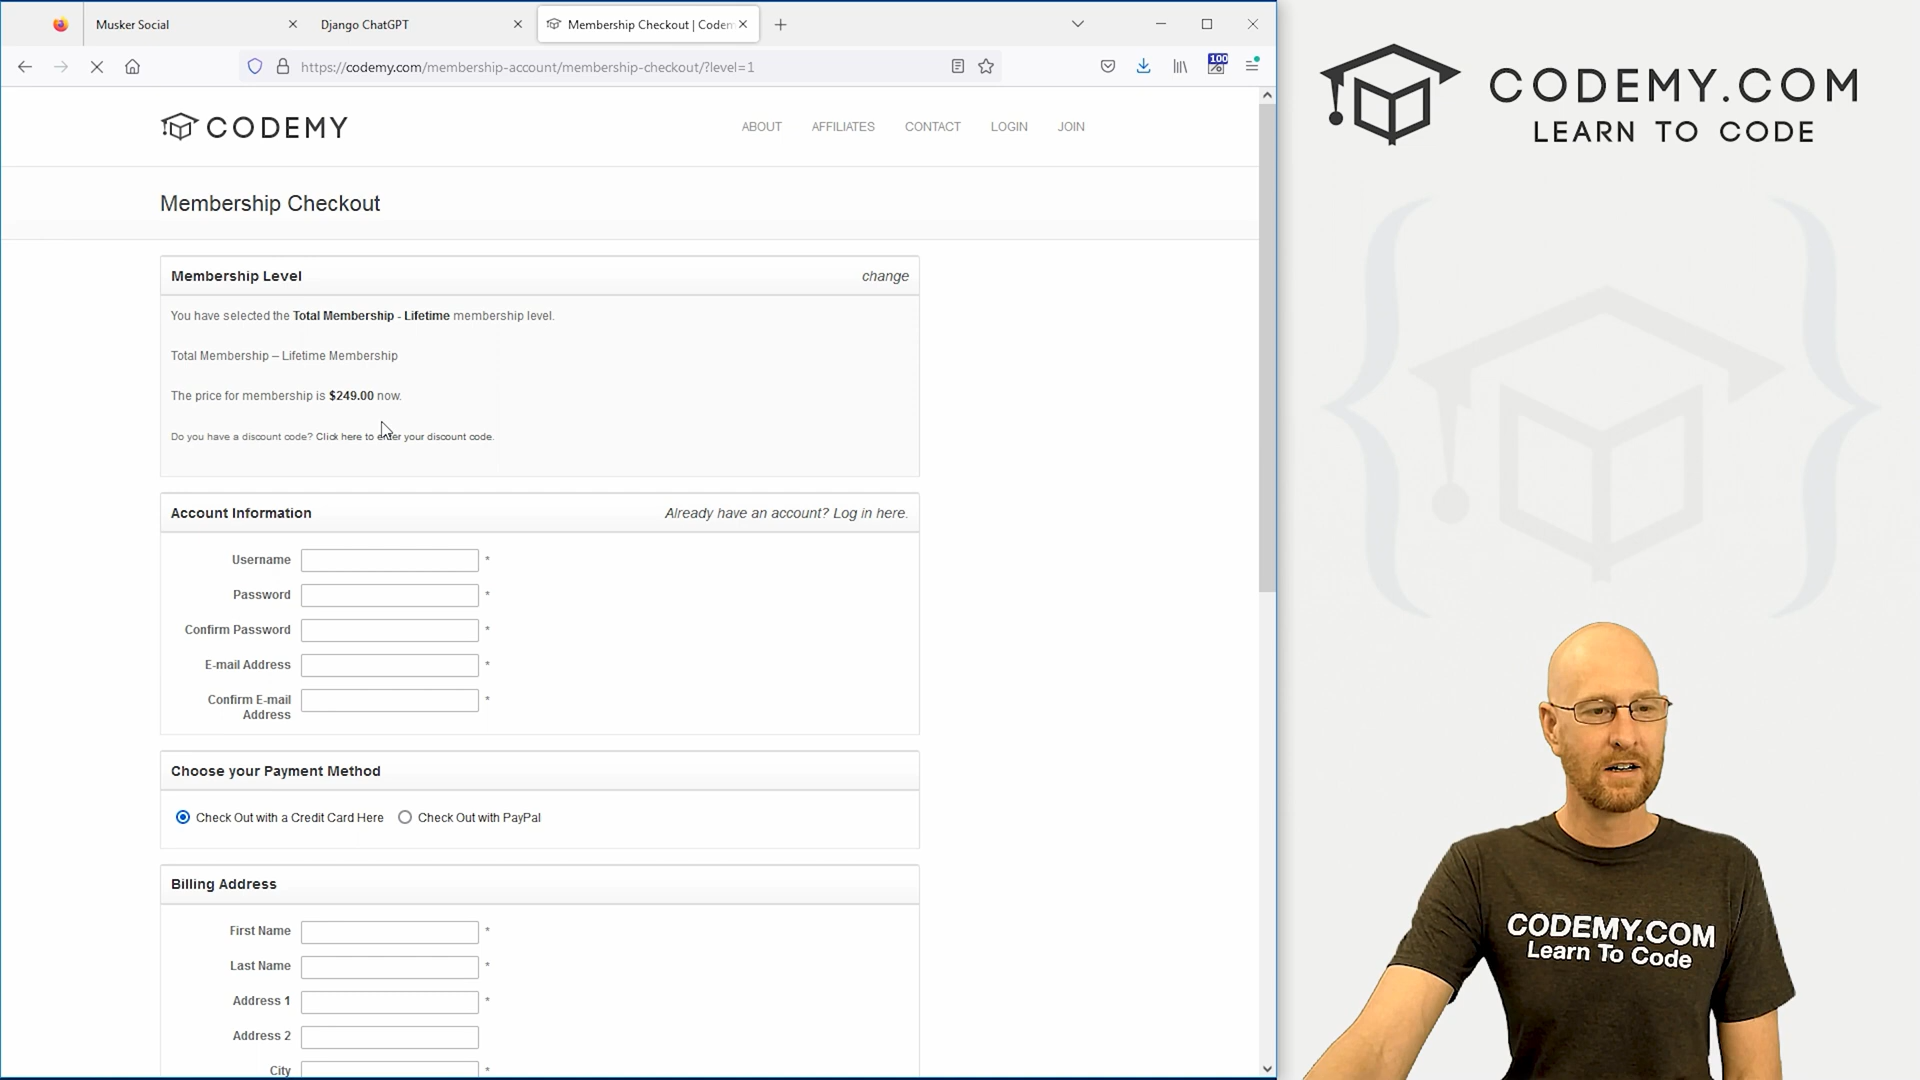 Musker Social
Django ChatGPT
Membership Checkout | Codem
https://codemy.com/membership-account/membership-checkout/?level=1
100
CODEMY
ABOUT
AFFILIATES
CONTACT
LOGIN
JOIN
Membership Checkout
Membership Level
change
You have selected the Total Membership - Lifetime membership level.
Total Membership – Lifetime Membership
The price for membership is $249.00 now.
Do you have a discount code? Click here to enter your discount code.
Account Information
Already have an account? Log in here.
Username *
Password *
Confirm Password *
E-mail Address *
Confirm E-mail *
Address
Choose your Payment Method
Check Out with a Credit Card Here
Check Out with PayPal
Billing Address
First Name *
Last Name *
Address 1 *
Address 2
City *
CODEMY.COM
LEARN TO CODE
CODEMY.COM
Learn To Code